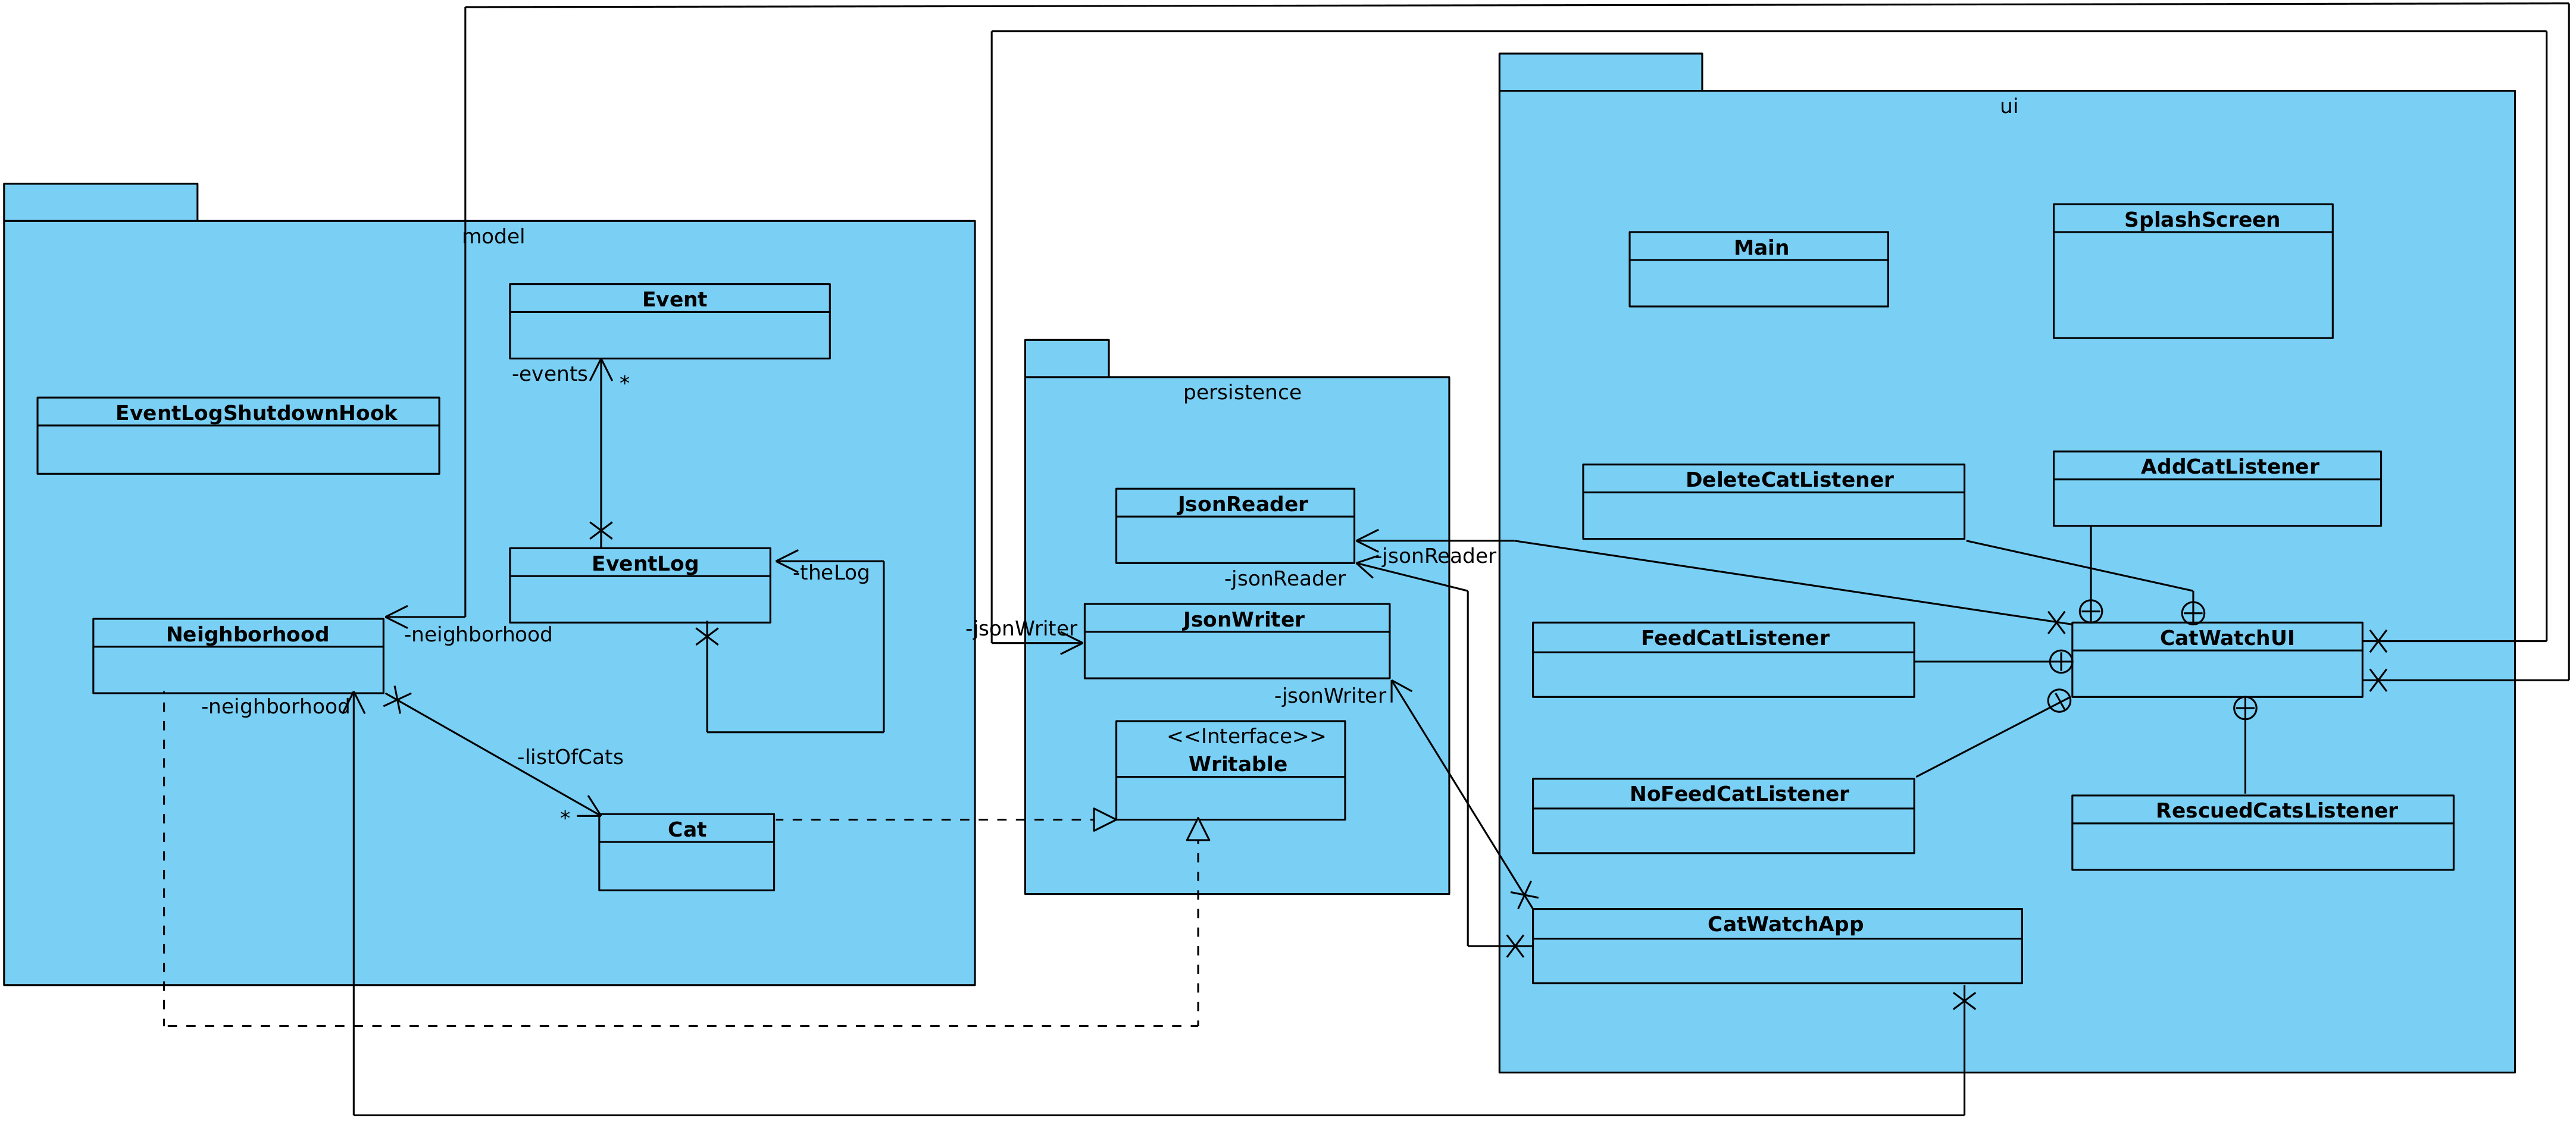 model
Event
-events
*
EventLogShutdownHook
EventLog
-theLog
Neighborhood
-neighborhood
-neighborhood
-listOfCats
*
Cat
persistence
JsonReader
-jsonReader
-jsonReader
JsonWriter
-jsonWriter
-jsonWriter
<<Interface>>
Writable
ui
SplashScreen
Main
AddCatListener
DeleteCatListener
FeedCatListener
CatWatchUI
NoFeedCatListener
RescuedCatsListener
CatWatchApp